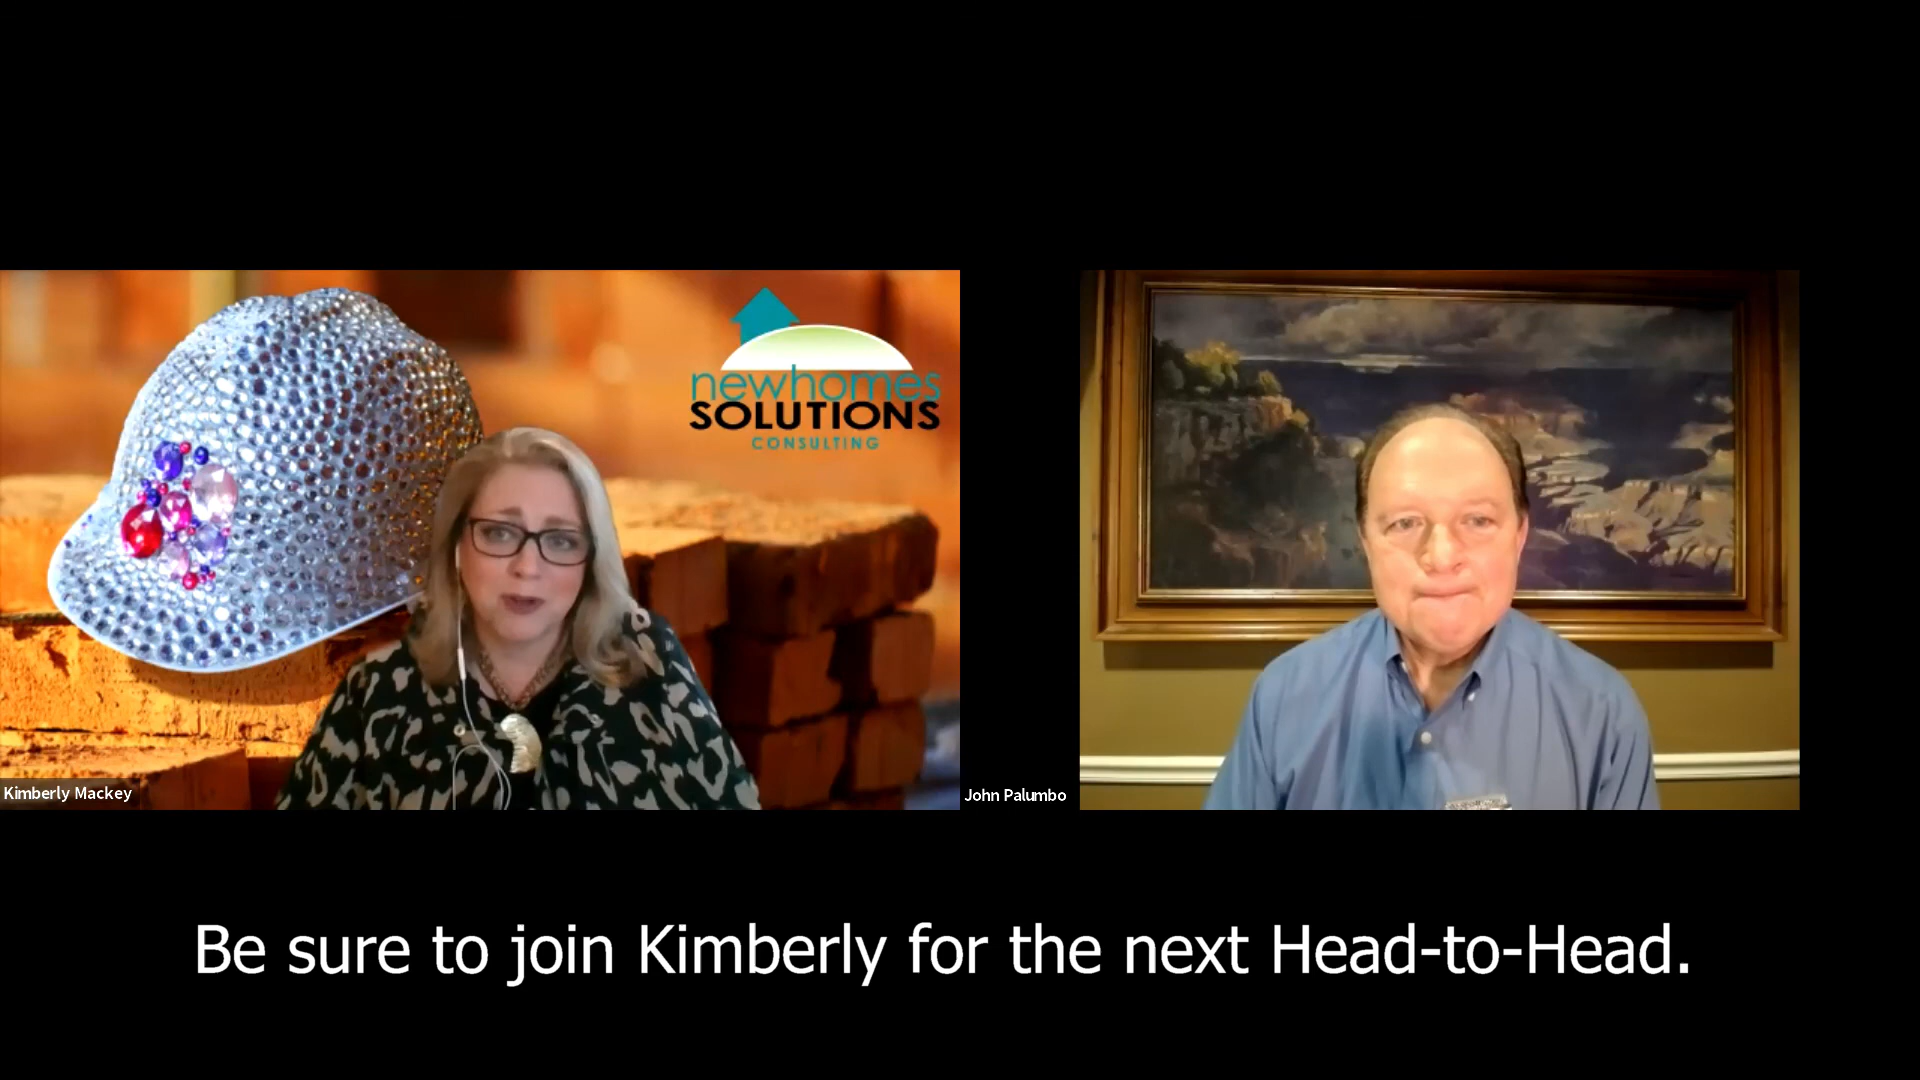 newhomes
SOLUTIONS
CONSULTING
Kimberly Mackey
John Palumbo
Be sure to join Kimberly for the next Head-to-Head.